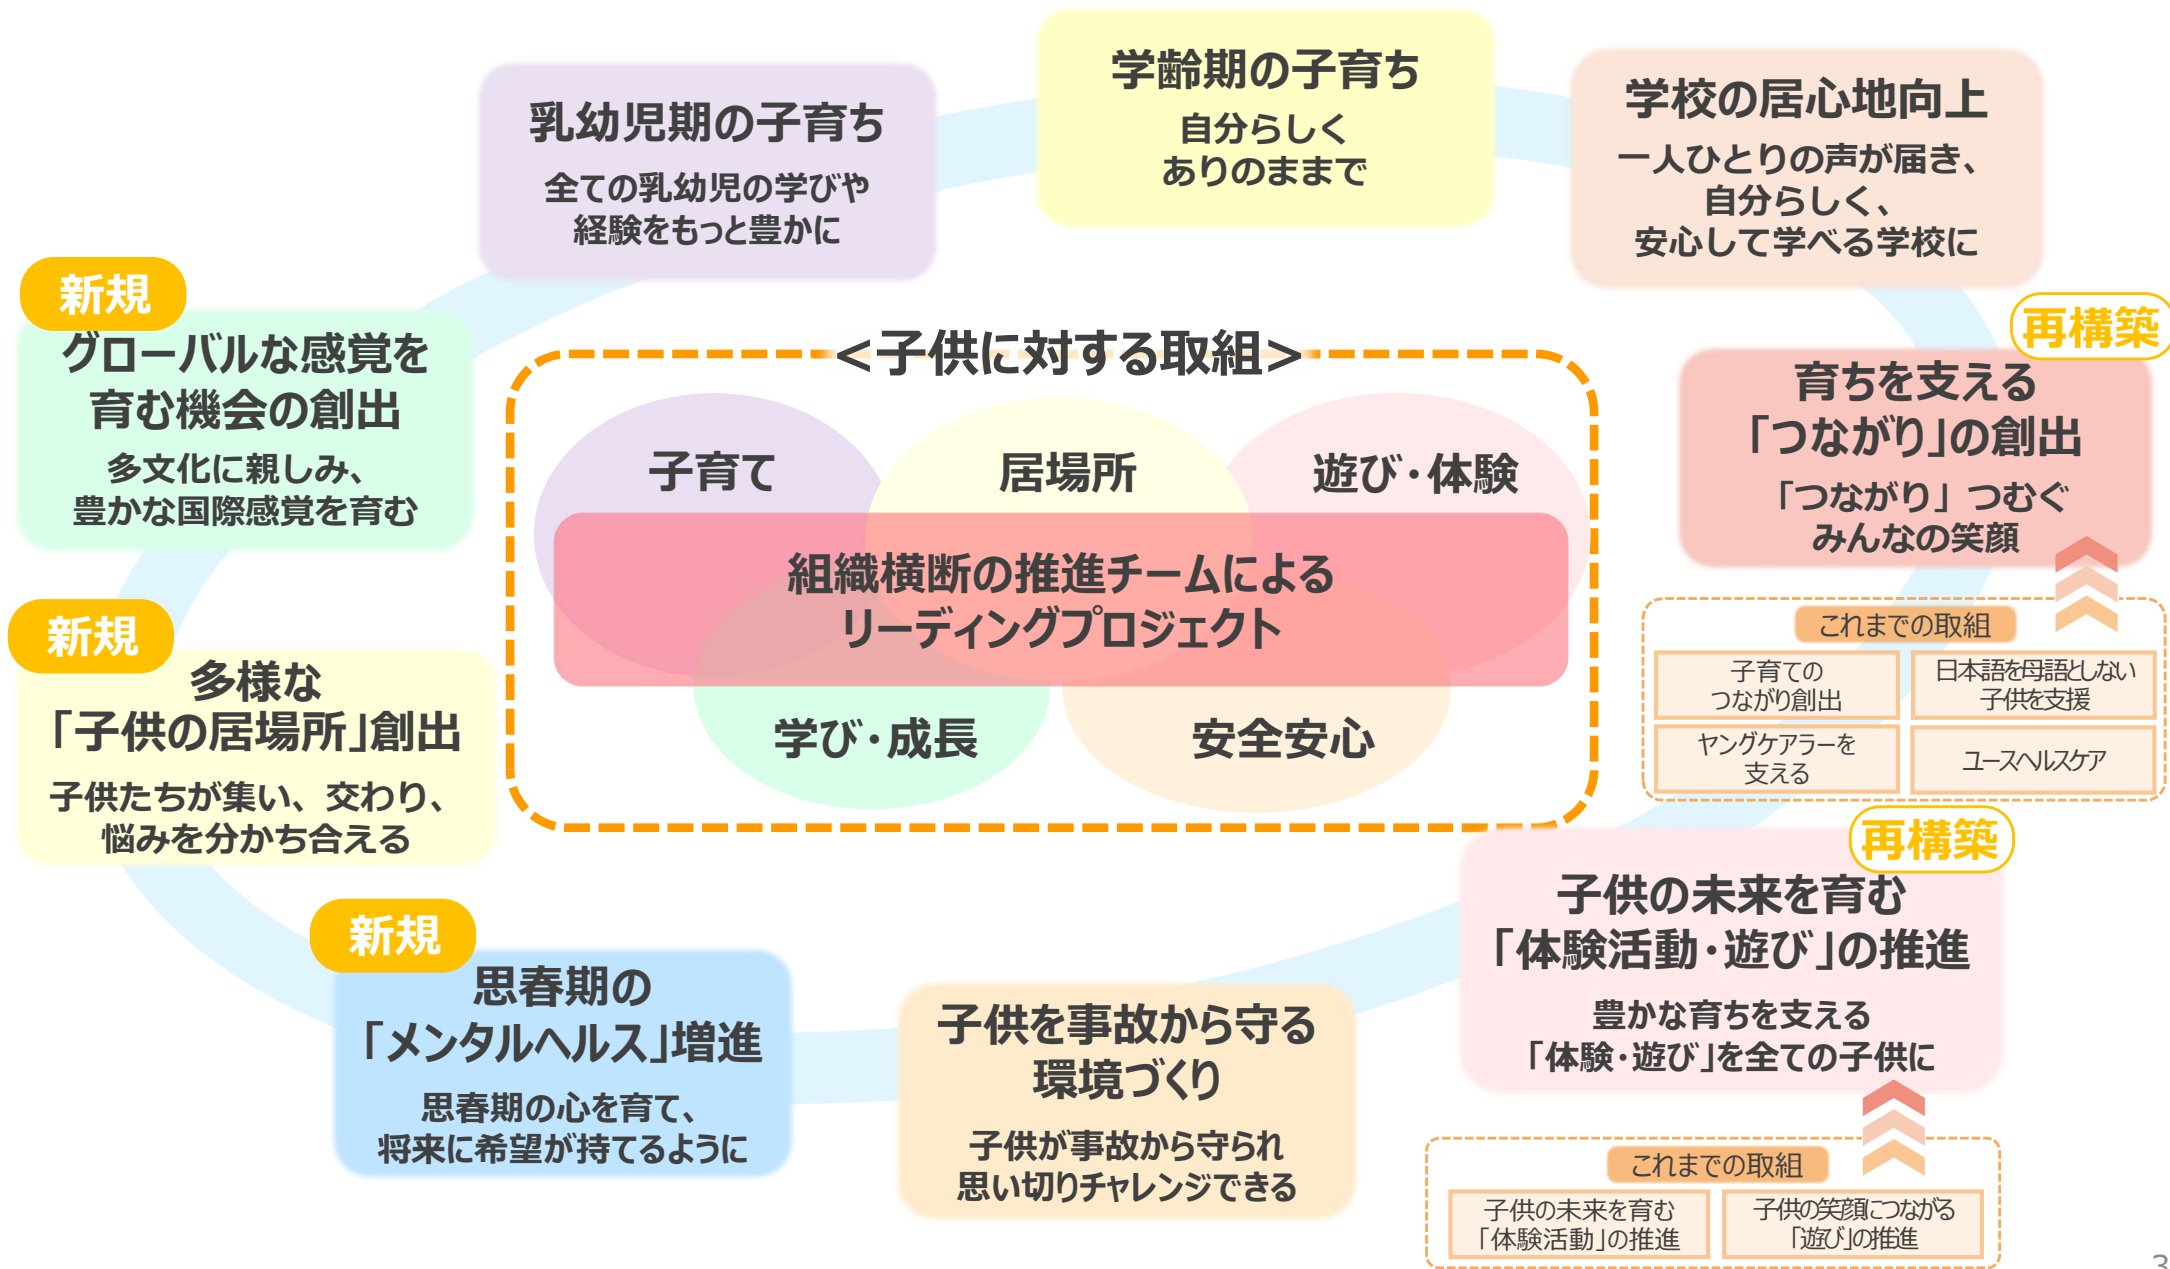 乳幼児期の子育ち
全ての乳幼児の学びや
経験をもっと豊かに
学齢期の子育ち
自分らしく
ありのままで
学校の居心地向上
一人ひとりの声が届き、
自分らしく、
安心して学べる学校に
新規
グローバルな感覚を
育む機会の創出
多文化に親しみ、
豊かな国際感覚を育む
<子供に対する取組>
子育て
居場所
遊び・体験
組織横断の推進チームによる
リーディングプロジェクト
学び・成長
安全安心
再構築
育ちを支える
「つながり」の創出
「つながり」つむぐ
みんなの笑顔
これまでの取組
子育ての
つながり創出
日本語を母語としない
子供を支援
ヤングケアラーを
支える
ユースヘルスケア
新規
多様な
「子供の居場所」創出
子供たちが集い、交わり、
悩みを分かち合える
新規
思春期の
「メンタルヘルス」増進
思春期の心を育て、
将来に希望が持てるように
子供を事故から守る
環境づくり
子供が事故から守られ
思い切りチャレンジできる
再構築
子供の未来を育む
「体験活動・遊び」の推進
豊かな育ちを支える
「体験・遊び」を全ての子供に
これまでの取組
子供の未来を育む
「体験活動」の推進
子供の笑顔につながる
「遊び」の推進
3